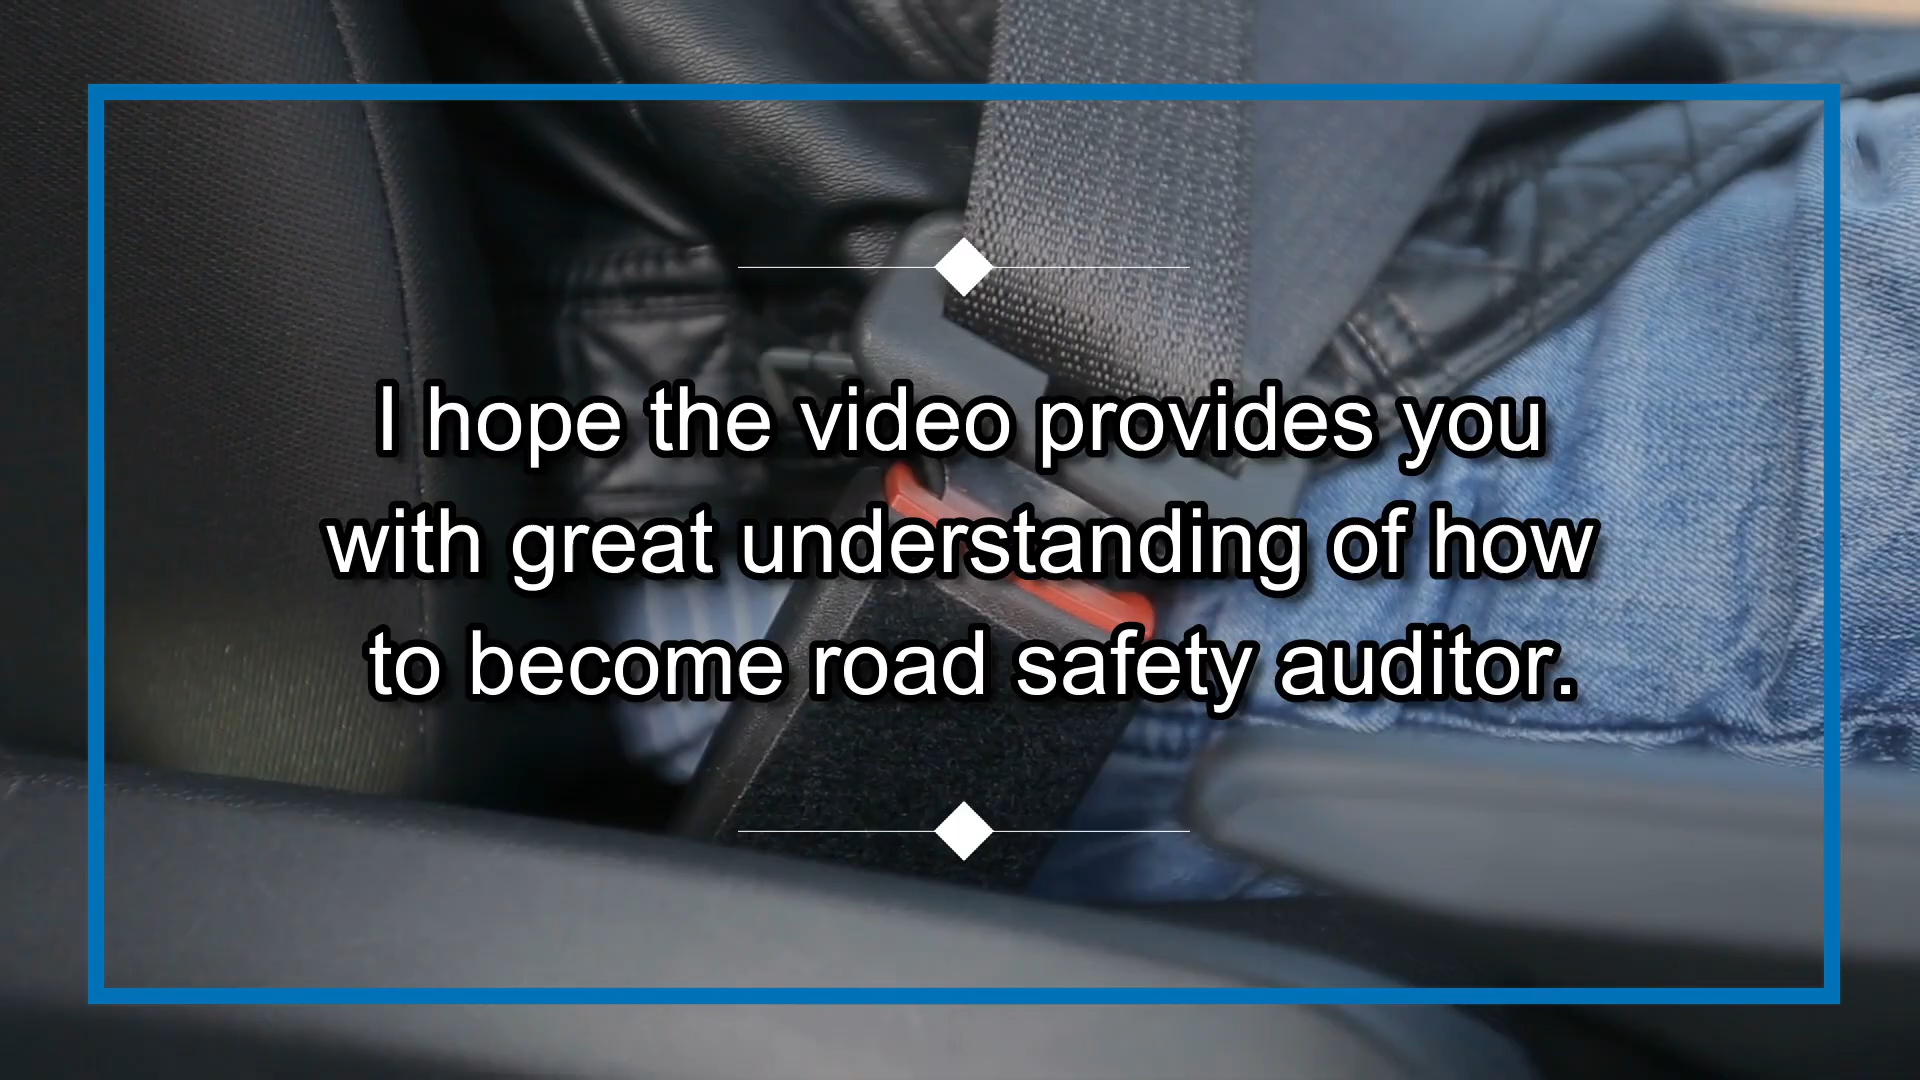 I hope the video provides you
with great understanding of how
to become road safety auditor.